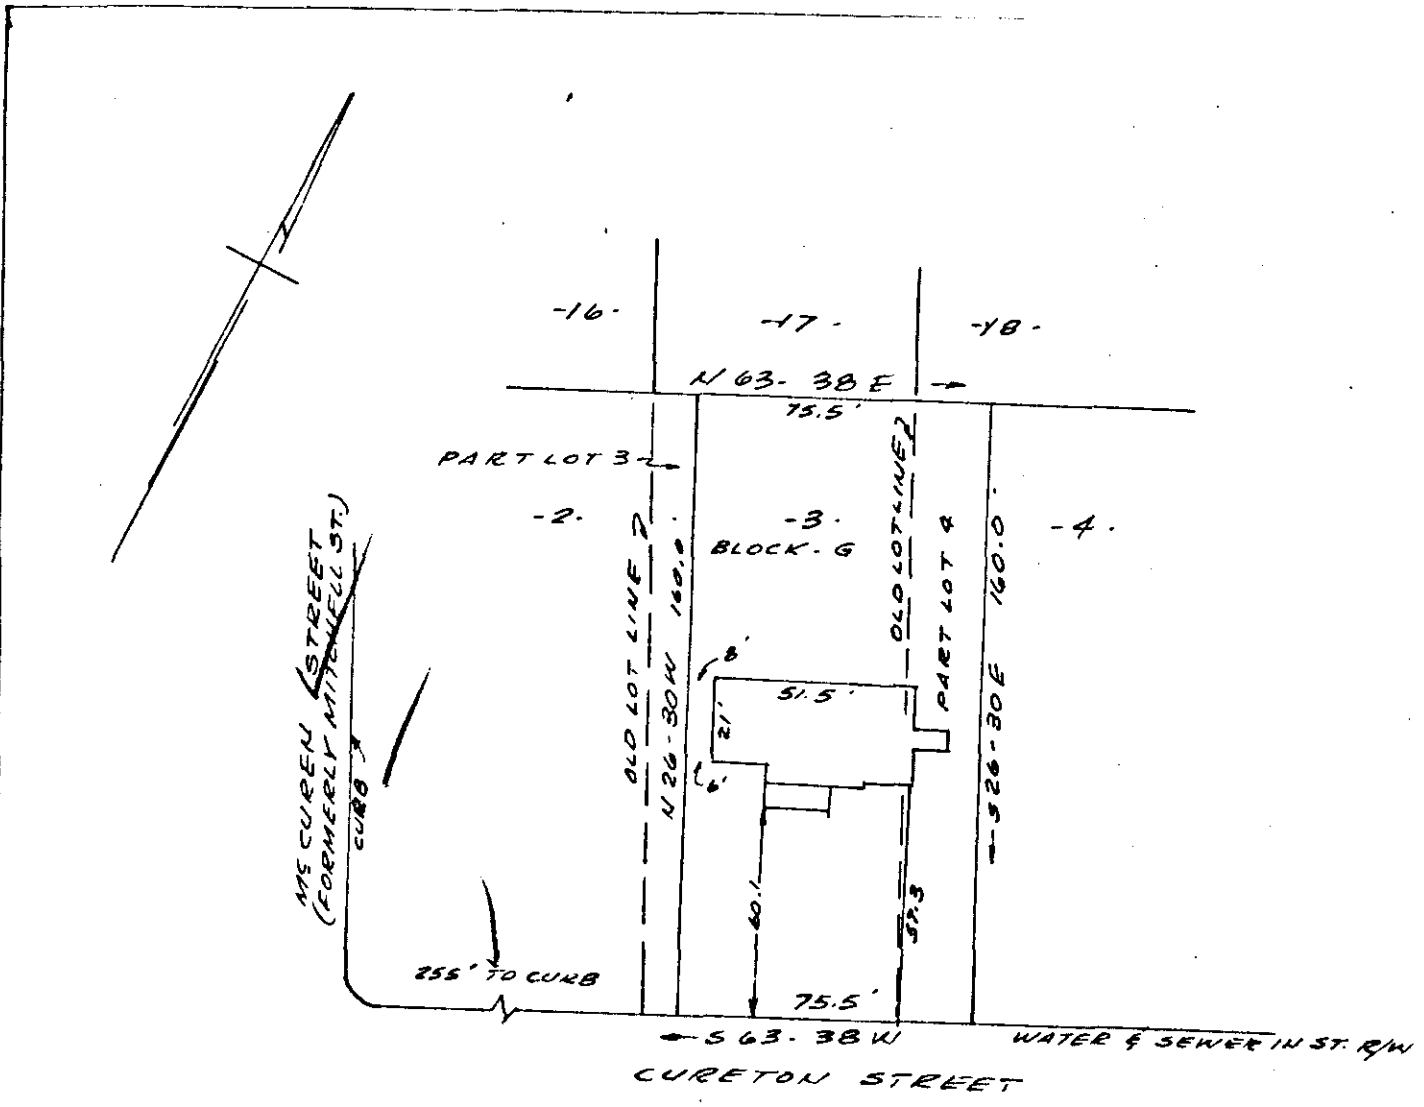 N
-16-
-17-
-18-
N 63-38 E
75.5'
PART LOT 3
-2-
-3-
BLOCK-G
-4-
OLD LOT LINE
N 26-30 W 160.0'
OLD LOT LINE
PART LOT 4
S 26-30 E 160.0'
8'
51.5'
21'
6'
McCUREN STREET
(FORMERLY MITCHELL ST.)
CURB
60.1
59.3
255' TO CURB
75.5'
S 63-38 W
WATER & SEWER IN ST. R/W
CURETON STREET